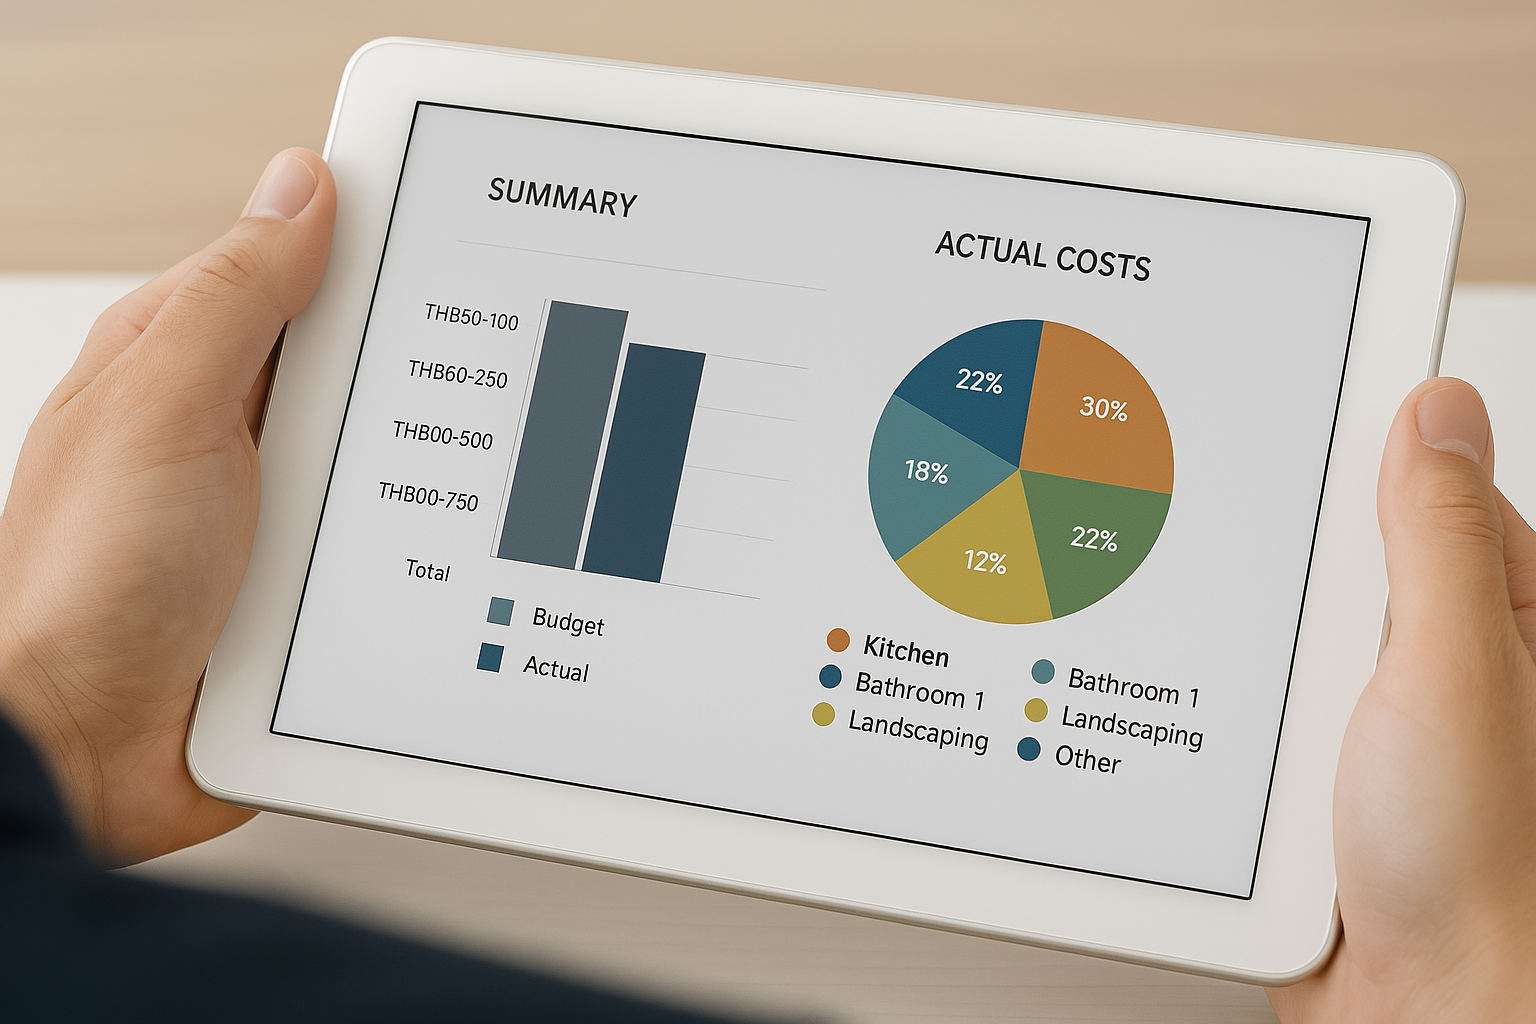 SUMMARY
THB50-100
THB60-250
THB00-500
THB00-750
Total
Budget
Actual
ACTUAL COSTS
22%
30%
18%
22%
12%
Kitchen
Bathroom 1
Landscaping
Bathroom 1
Landscaping
Other